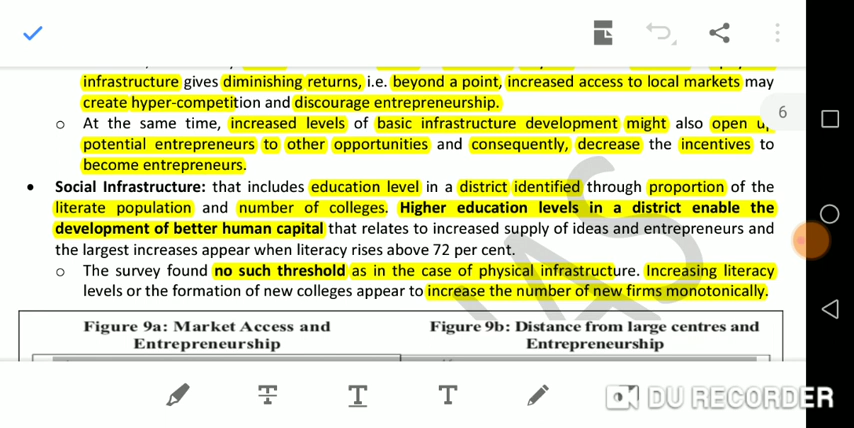 infrastructure gives diminishing returns, i.e. beyond a point, increased access to local markets may
create hyper-competition and discourage entrepreneurship.
o At the same time, increased levels of basic infrastructure development might also open up
6
potential entrepreneurs to other opportunities and consequently, decrease the incentives to
become entrepreneurs.
• Social Infrastructure: that includes education level in a district identified through proportion of the
literate population and number of colleges. Higher education levels in a district enable the
development of better human capital that relates to increased supply of ideas and entrepreneurs and
the largest increases appear when literacy rises above 72 per cent.
o The survey found no such threshold as in the case of physical infrastructure. Increasing literacy
levels or the formation of new colleges appear to increase the number of new firms monotonically.
IAS
Figure 9a: Market Access and
Entrepreneurship
Figure 9b: Distance from large centres and
Entrepreneurship
T T T
DU RECORDER